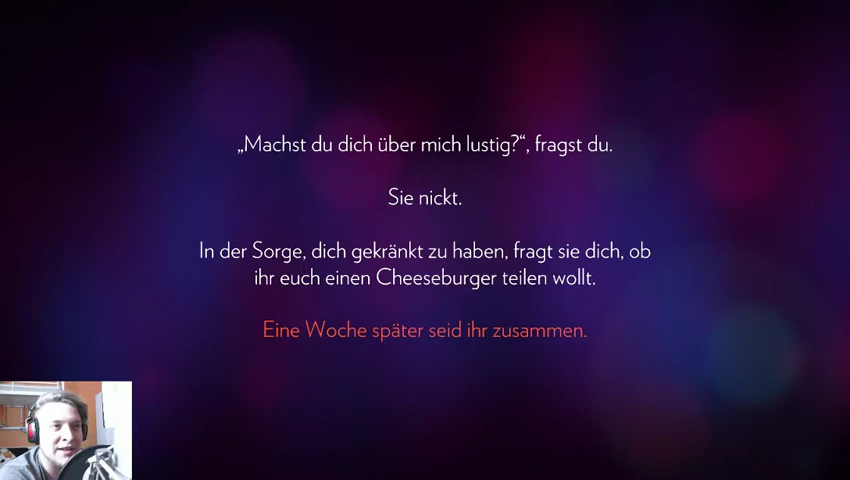 „Machst du dich über mich lustig?“, fragst du.
Sie nickt.
In der Sorge, dich gekränkt zu haben, fragt sie dich, ob
ihr euch einen Cheeseburger teilen wollt.
Eine Woche später seid ihr zusammen.